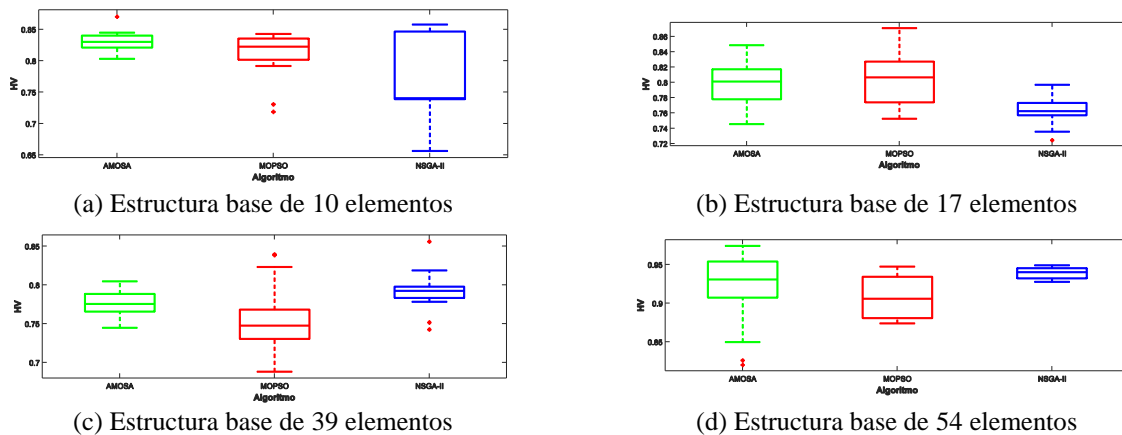 HV
0.85
0.8
0.75
0.7
0.65
AMOSA MOPSO NSGA-II
Algoritmo
(a) Estructura base de 10 elementos
HV
0.86
0.84
0.82
0.8
0.78
0.76
0.74
0.72
AMOSA MOPSO NSGA-II
Algoritmo
(b) Estructura base de 17 elementos
HV
0.85
0.8
0.75
0.7
AMOSA MOPSO NSGA-II
Algoritmo
(c) Estructura base de 39 elementos
HV
0.95
0.9
0.85
AMOSA MOPSO NSGA-II
Algoritmo
(d) Estructura base de 54 elementos